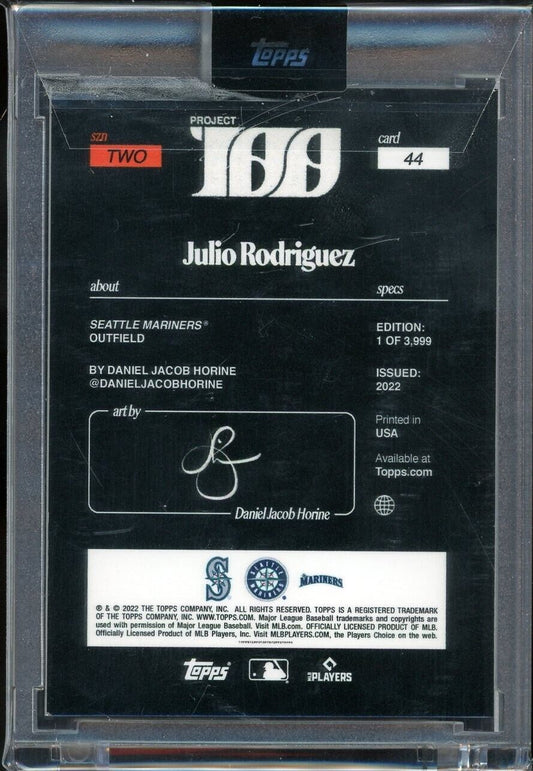 TOPPS
szn
TWO
PROJECT
100
card
44
Julio Rodriguez
about
specs
SEATTLE MARINERS®
OUTFIELD
EDITION:
1 OF 3,999
BY DANIEL JACOB HORINE
@DANIELJACOBHORINE
ISSUED:
2022
art by
Daniel Jacob Horine
Printed in
USA
Available at
Topps.com
S
SEATTLE
MARINERS
MARINERS
® & © 2022 THE TOPPS COMPANY, INC. ALL RIGHTS RESERVED. TOPPS IS A REGISTERED TRADEMARK
OF THE TOPPS COMPANY, INC. WWW.TOPPS.COM. Major League Baseball trademarks and copyrights are
used with permission of Major League Baseball. Visit MLB.com. OFFICIALLY LICENSED PRODUCT OF MLB.
Officially Licensed Product of MLB Players, Inc. Visit MLBPLAYERS.COM, the Players Choice on the web.
TOPPS
PLAYERS